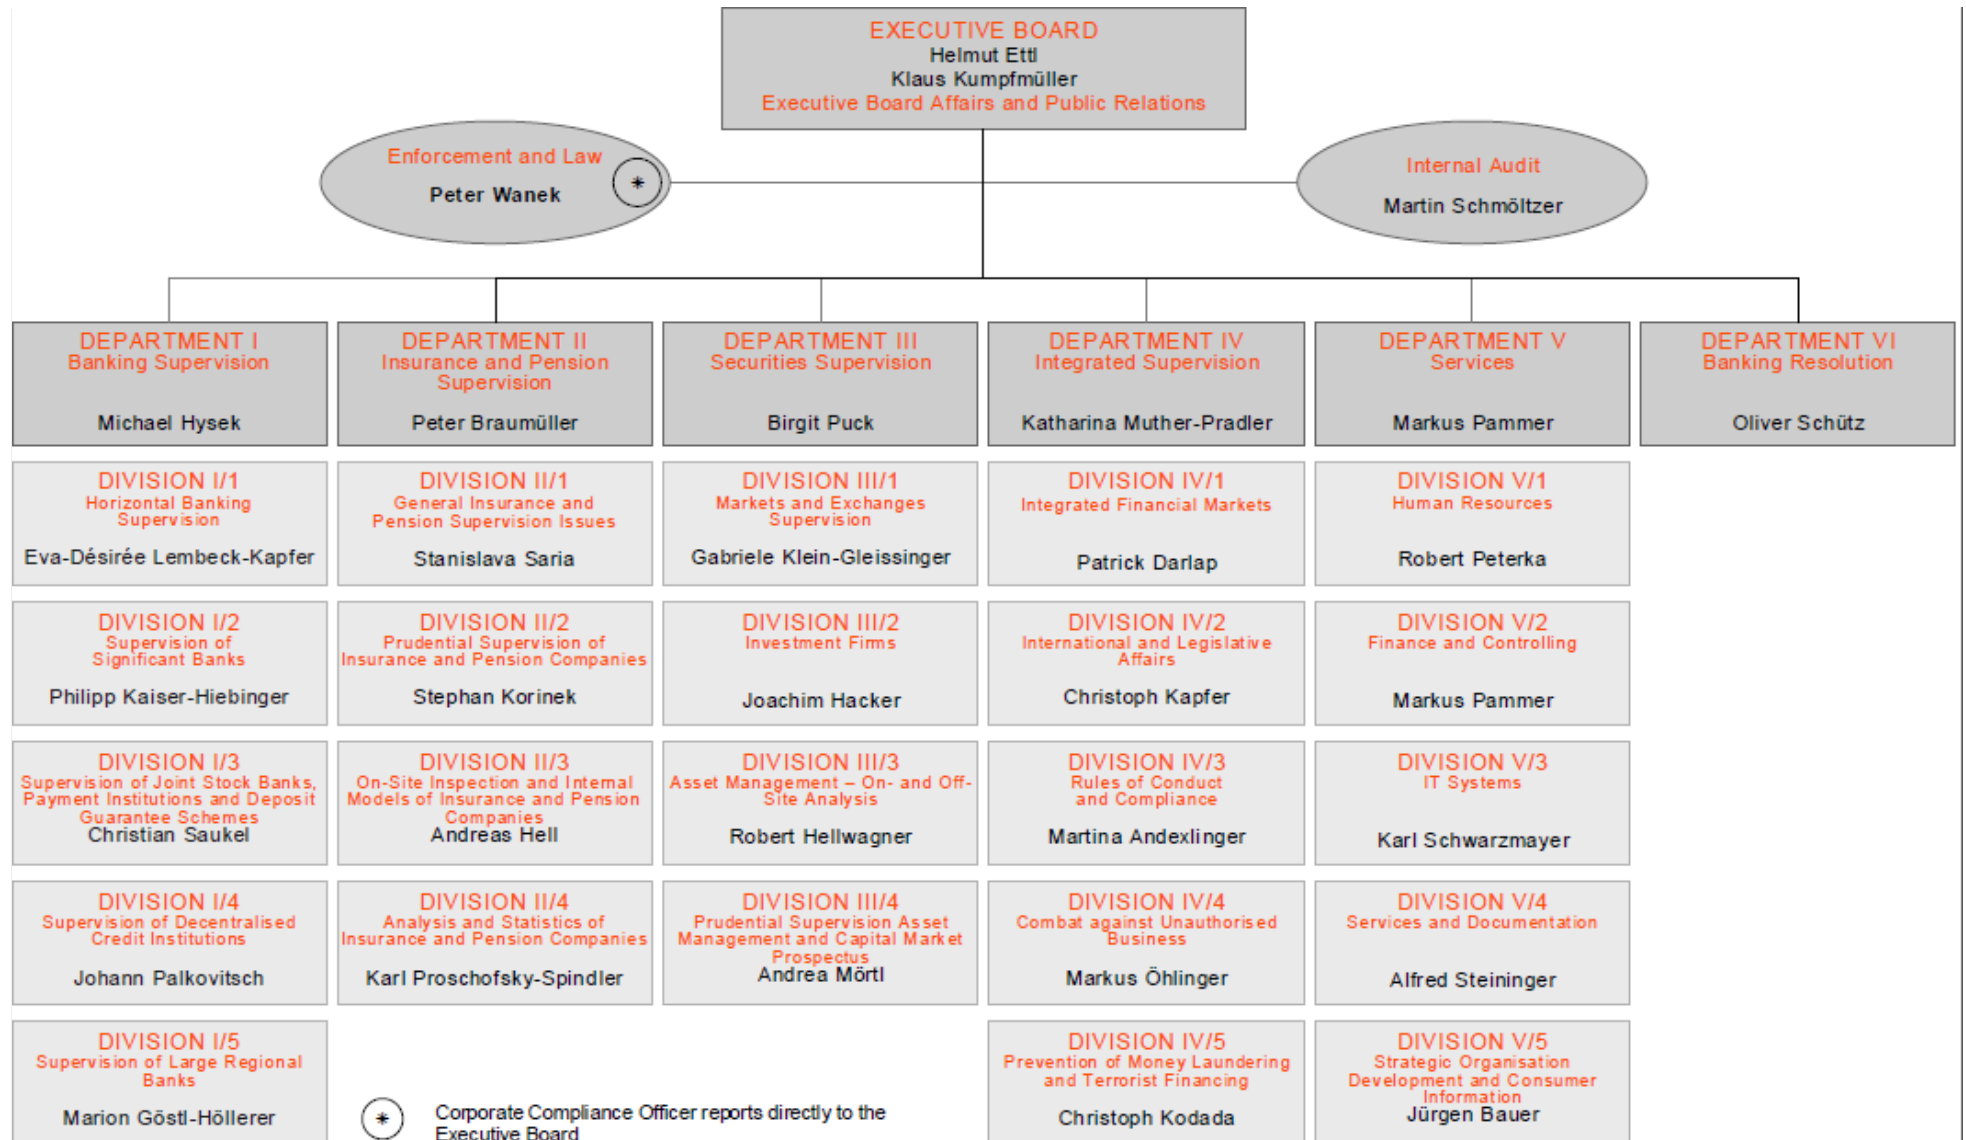 EXECUTIVE BOARD
Helmut Ettl
Klaus Kumpfmüller
Executive Board Affairs and Public Relations
Enforcement and Law
Peter Wanek
*
Internal Audit
Martin Schmöltzer
DEPARTMENT I
Banking Supervision
Michael Hysek
DEPARTMENT II
Insurance and Pension
Supervision
Peter Braumüller
DEPARTMENT III
Securities Supervision
Birgit Puck
DEPARTMENT IV
Integrated Supervision
Katharina Muther-Pradler
DEPARTMENT V
Services
Markus Pammer
DEPARTMENT VI
Banking Resolution
Oliver Schütz
DIVISION I/1
Horizontal Banking
Supervision
Eva-Désirée Lembeck-Kapfer
DIVISION II/1
General Insurance and
Pension Supervision Issues
Stanislava Saria
DIVISION III/1
Markets and Exchanges
Supervision
Gabriele Klein-Gleissinger
DIVISION IV/1
Integrated Financial Markets
Patrick Darlap
DIVISION V/1
Human Resources
Robert Peterka
DIVISION I/2
Supervision of
Significant Banks
Philipp Kaiser-Hiebinger
DIVISION II/2
Prudential Supervision of
Insurance and Pension Companies
Stephan Korinek
DIVISION III/2
Investment Firms
Joachim Hacker
DIVISION IV/2
International and Legislative
Affairs
Christoph Kapfer
DIVISION V/2
Finance and Controlling
Markus Pammer
DIVISION I/3
Supervision of Joint Stock Banks,
Payment Institutions and Deposit
Guarantee Schemes
Christian Saukel
DIVISION II/3
On-Site Inspection and Internal
Models of Insurance and Pension
Companies
Andreas Hell
DIVISION III/3
Asset Management – On- and Off-
Site Analysis
Robert Hellwagner
DIVISION IV/3
Rules of Conduct
and Compliance
Martina Andexlinger
DIVISION V/3
IT Systems
Karl Schwarzmayer
DIVISION I/4
Supervision of Decentralised
Credit Institutions
Johann Palkovitsch
DIVISION II/4
Analysis and Statistics of
Insurance and Pension Companies
Karl Proschofsky-Spindler
DIVISION III/4
Prudential Supervision Asset
Management and Capital Market
Prospectus
Andrea Mörtl
DIVISION IV/4
Combat against Unauthorised
Business
Markus Öhlinger
DIVISION V/4
Services and Documentation
Alfred Steininger
DIVISION I/5
Supervision of Large Regional
Banks
Marion Göstl-Höllerer
*
Corporate Compliance Officer reports directly to the
Executive Board
DIVISION IV/5
Prevention of Money Laundering
and Terrorist Financing
Christoph Kodada
DIVISION V/5
Strategic Organisation
Development and Consumer
Information
Jürgen Bauer